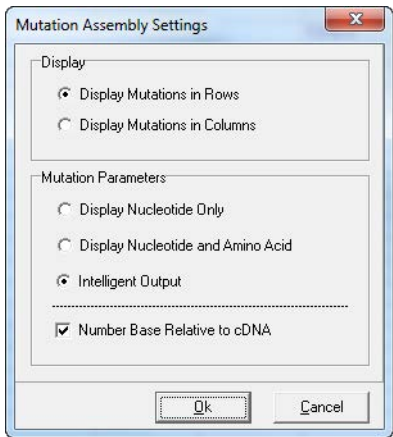 Mutation Assembly Settings
Display
Display Mutations in Rows
Display Mutations in Columns
Mutation Parameters
Display Nucleotide Only
Display Nucleotide and Amino Acid
Intelligent Output
Number Base Relative to cDNA
Ok
Cancel